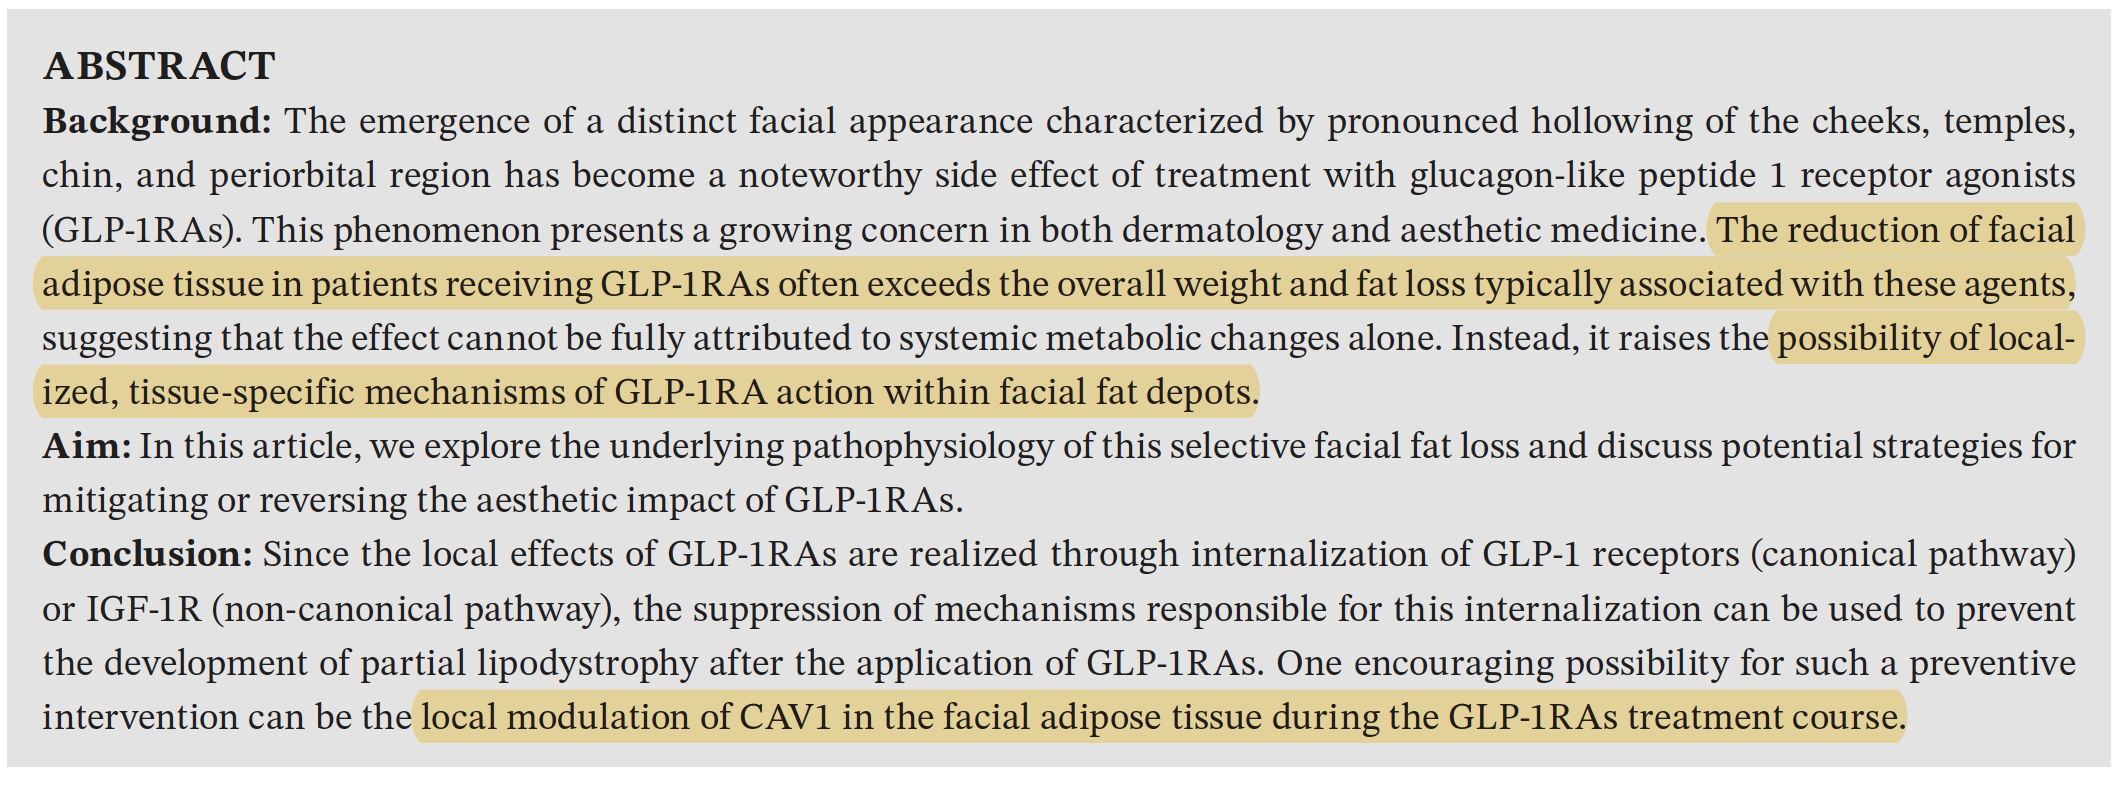 ABSTRACT
Background: The emergence of a distinct facial appearance characterized by pronounced hollowing of the cheeks, temples,
chin, and periorbital region has become a noteworthy side effect of treatment with glucagon-like peptide 1 receptor agonists
(GLP-1RAs). This phenomenon presents a growing concern in both dermatology and aesthetic medicine. The reduction of facial
adipose tissue in patients receiving GLP-1RAs often exceeds the overall weight and fat loss typically associated with these agents,
suggesting that the effect cannot be fully attributed to systemic metabolic changes alone. Instead, it raises the possibility of local-
ized, tissue-specific mechanisms of GLP-1RA action within facial fat depots.
Aim: In this article, we explore the underlying pathophysiology of this selective facial fat loss and discuss potential strategies for
mitigating or reversing the aesthetic impact of GLP-1RAs.
Conclusion: Since the local effects of GLP-1RAs are realized through internalization of GLP-1 receptors (canonical pathway)
or IGF-1R (non-canonical pathway), the suppression of mechanisms responsible for this internalization can be used to prevent
the development of partial lipodystrophy after the application of GLP-1RAs. One encouraging possibility for such a preventive
intervention can be the local modulation of CAV1 in the facial adipose tissue during the GLP-1RAs treatment course.